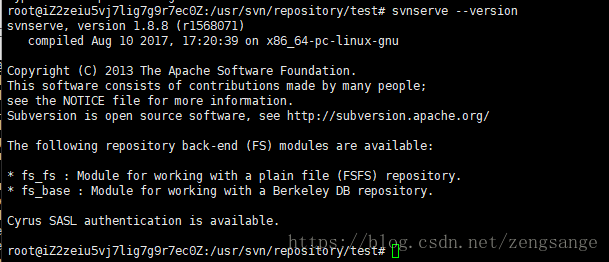 root@iZ2zeiu5vj7lig7g9r7ec0Z:/usr/svn/repository/test# svnserve --version
svnserve, version 1.8.8 (r1568071)
   compiled Aug 10 2017, 17:20:39 on x86_64-pc-linux-gnu
Copyright (C) 2013 The Apache Software Foundation.
This software consists of contributions made by many people;
see the NOTICE file for more information.
Subversion is open source software, see http://subversion.apache.org/
The following repository back-end (FS) modules are available:
* fs_fs : Module for working with a plain file (FSFS) repository.
* fs_base : Module for working with a Berkeley DB repository.
Cyrus SASL authentication is available.
root@iZ2zeiu5vj7lig7g9r7ec0Z:/usr/svn/repository/test#
https://blog.csdn.net/zengsange